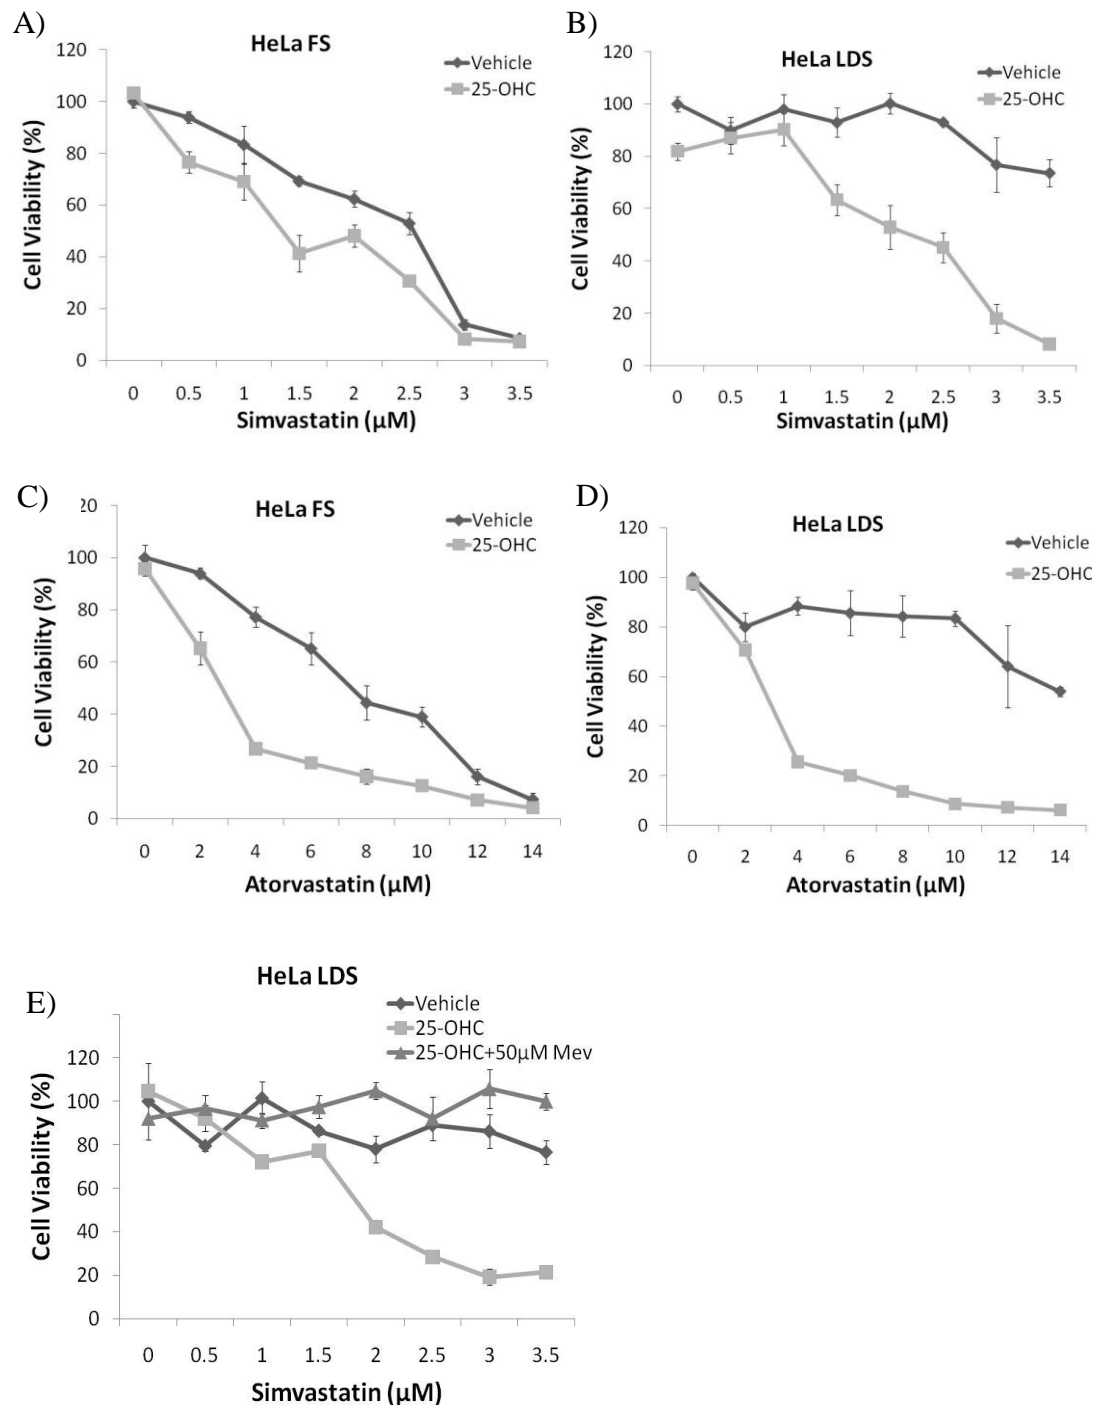 A)
HeLa FS
Vehicle
25-OHC
120
100
80
60
40
20
0
Cell Viability (%)
0 0.5 1 1.5 2 2.5 3 3.5
Simvastatin (µM)
B)
HeLa LDS
Vehicle
25-OHC
120
100
80
60
40
20
0
Cell Viability (%)
0 0.5 1 1.5 2 2.5 3 3.5
Simvastatin (µM)
C)
HeLa FS
Vehicle
25-OHC
20
100
80
60
40
20
0
Cell Viability (%)
0 2 4 6 8 10 12 14
Atorvastatin (µM)
D)
HeLa LDS
Vehicle
25-OHC
120
100
80
60
40
20
0
Cell Viability (%)
0 2 4 6 8 10 12 14
Atorvastatin (µM)
E)
HeLa LDS
Vehicle
25-OHC
25-OHC+50µM Mev
120
100
80
60
40
20
0
Cell Viability (%)
0 0.5 1 1.5 2 2.5 3 3.5
Simvastatin (µM)